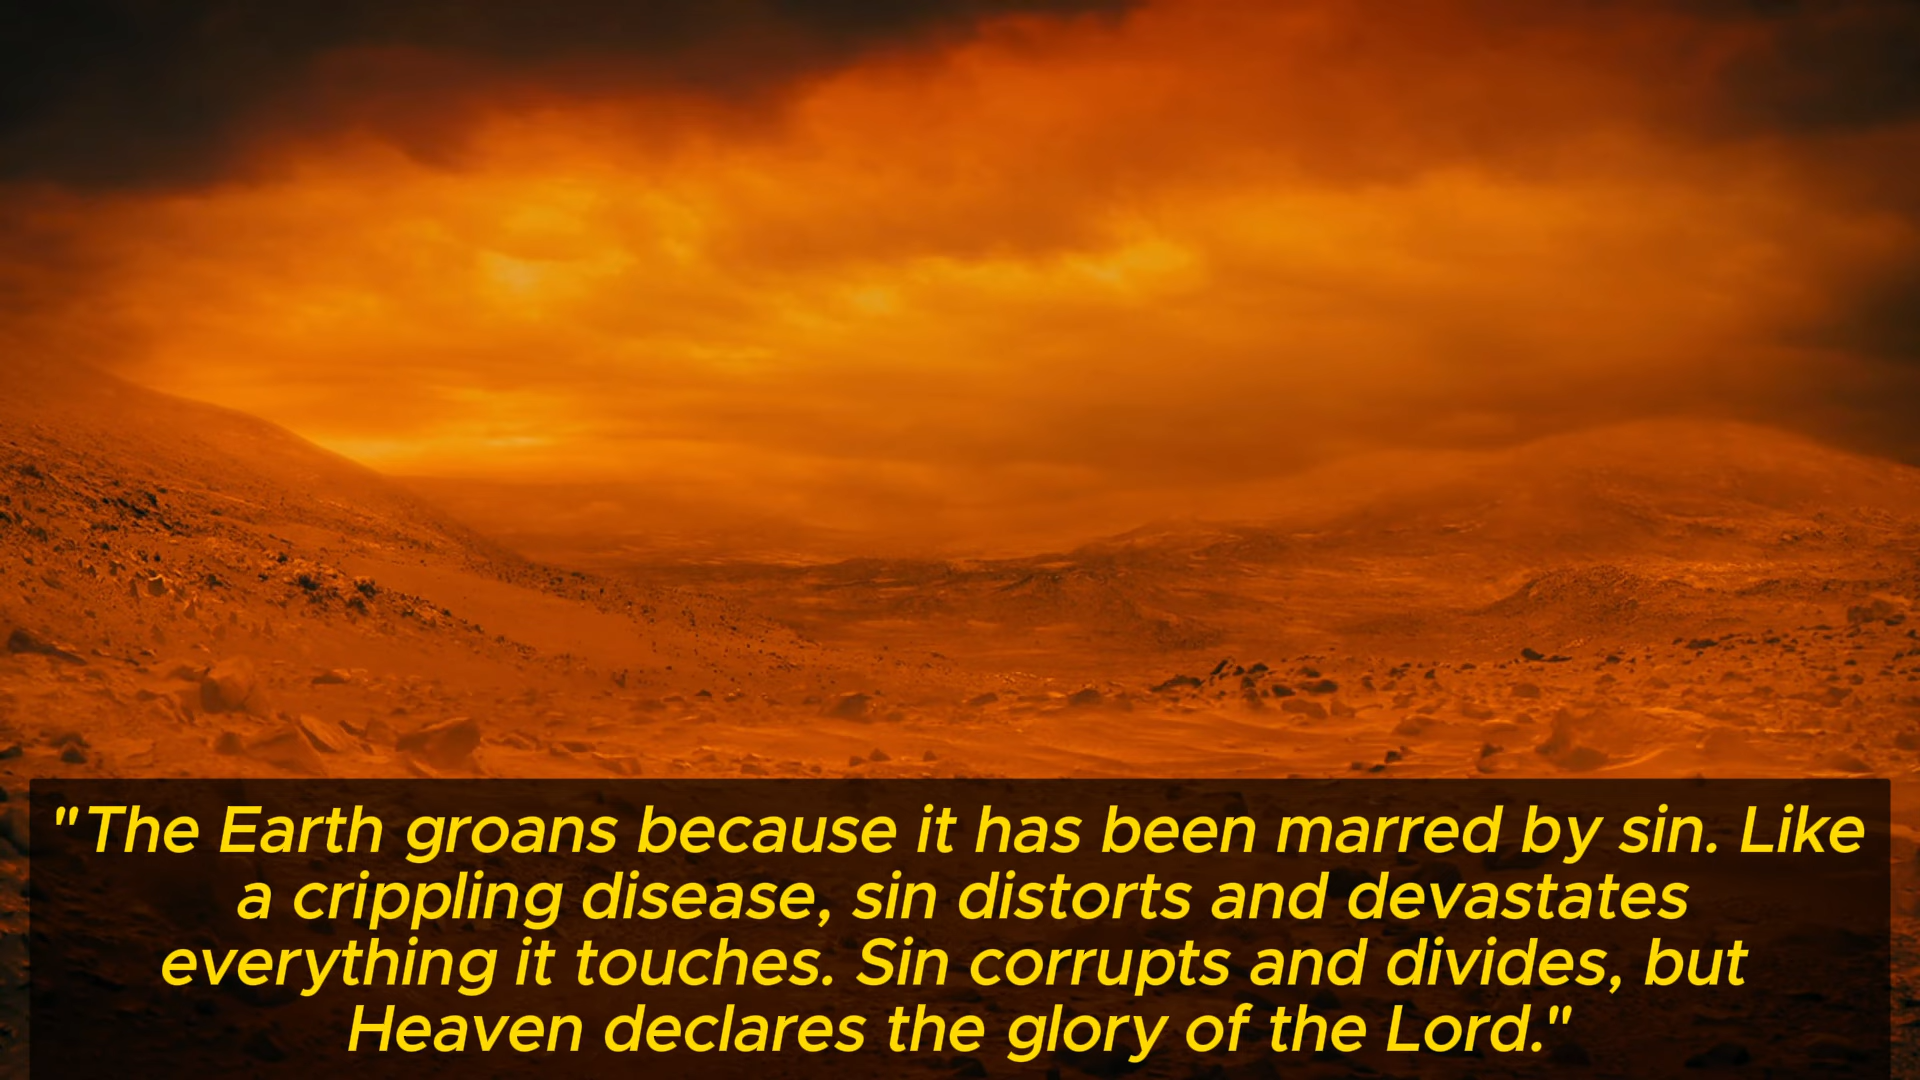 "The Earth groans because it has been marred by sin. Like
a crippling disease, sin distorts and devastates
everything it touches. Sin corrupts and divides, but
Heaven declares the glory of the Lord."